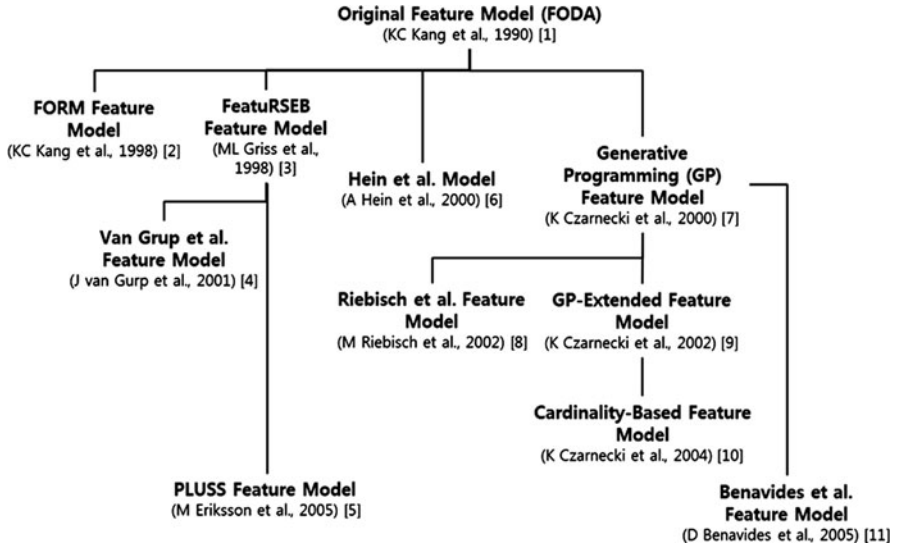 Original Feature Model (FODA)
(KC Kang et al., 1990) [1]
FORM Feature
Model
(KC Kang et al., 1998) [2]
FeatuRSEB
Feature Model
(ML Griss et al.,
1998) [3]
Hein et al. Model
(A Hein et al., 2000) [6]
Generative
Programming (GP)
Feature Model
(K Czarnecki et al., 2000) [7]
Van Grup et al.
Feature Model
(J van Gurp et al., 2001) [4]
Riebisch et al. Feature
Model
(M Riebisch et al., 2002) [8]
GP-Extended Feature
Model
(K Czarnecki et al., 2002) [9]
Cardinality-Based Feature
Model
(K Czarnecki et al., 2004) [10]
PLUSS Feature Model
(M Eriksson et al., 2005) [5]
Benavides et al.
Feature Model
(D Benavides et al., 2005) [11]